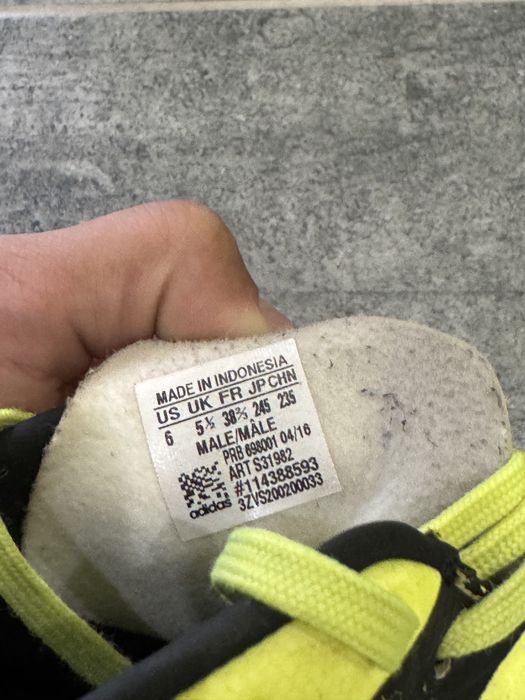 MADE IN INDONESIA
US UK FR JP CHN
6 5½ 38⅔ 245 235
MALE/MÂLE
PRB 698001 04/16
ART S31982
#114388593
adidas 3ZVS200200033